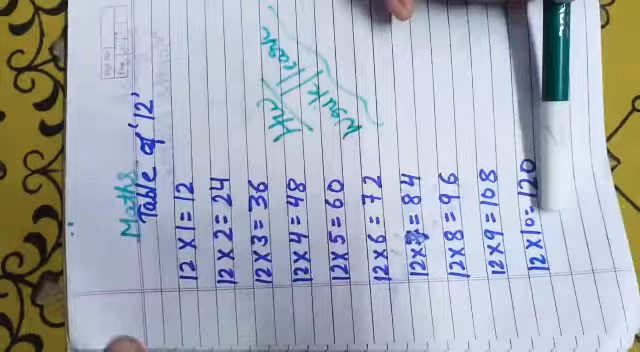 Maths
Table of '12'
12 X 1 = 12
12 X 2 = 24
12 X 3 = 36
12 X 4 = 48
12 X 5 = 60
12 X 6 = 72
12 X 7 = 84
12 X 8 = 96
12 X 9 = 108
12 X 10 = 120